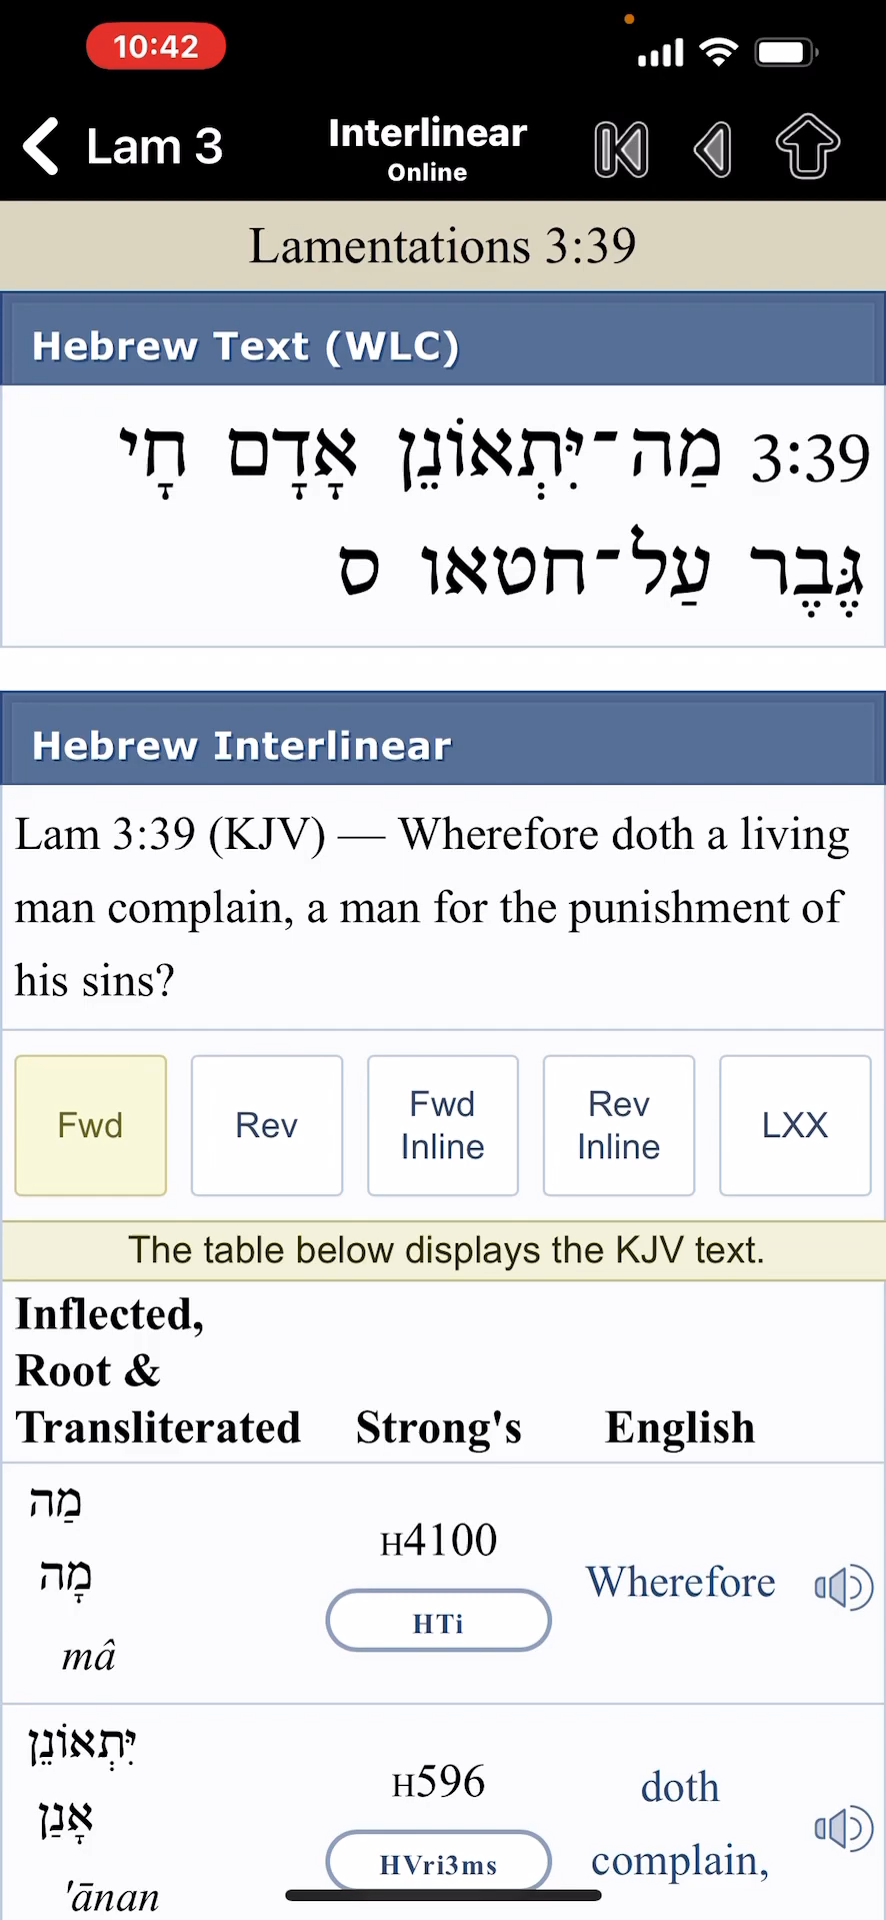 10:42
Lam 3
Interlinear
Online
Lamentations 3:39
Hebrew Text (WLC)
3:39 מַה־יִּתְאוֹנֵן אָדָם חָי
גֶּבֶר עַל־חטאו ס
Hebrew Interlinear
Lam 3:39 (KJV) — Wherefore doth a living
man complain, a man for the punishment of
his sins?
Fwd
Rev
Fwd
Inline
Rev
Inline
LXX
The table below displays the KJV text.
Inflected,
Root &
Transliterated
Strong's
English
מַה
מָה
mâ
H4100
HTi
Wherefore
יִּתְאוֹנֵן
אָנַן
'ānan
H596
HVri3ms
doth
complain,